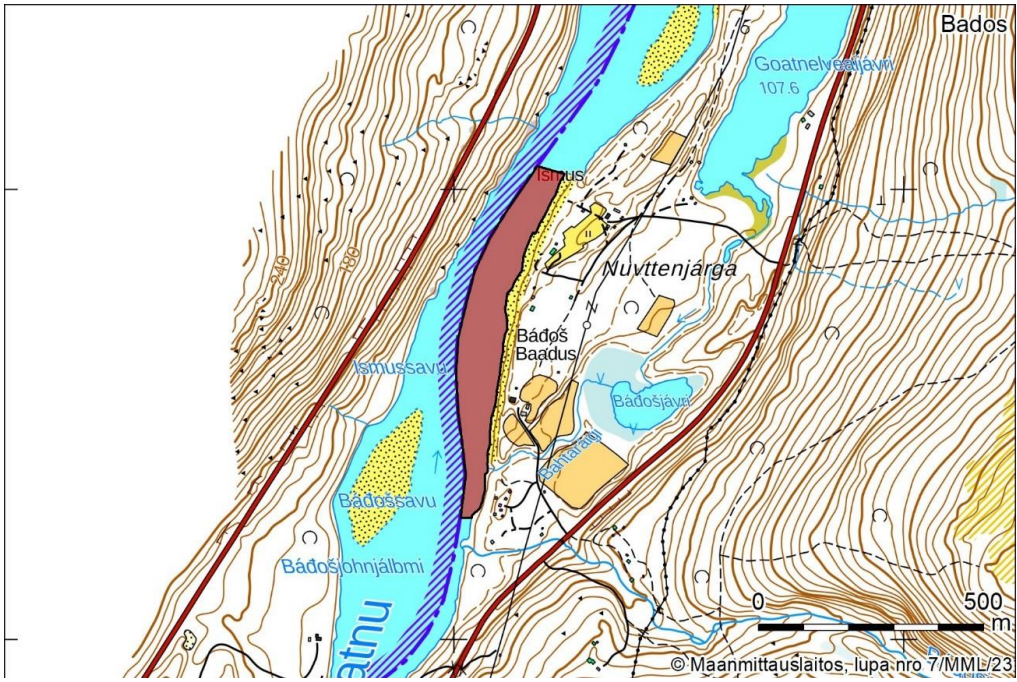 Bados
Goatnelveaijávri
107.6
Ismus
Nuvttenjárga
240
180
Báđoš
Baadus
Ismussavu
Báđošjávri
Báđošsavu
Báđošjohnjálbmi
atnu
0
500
m
© Maanmittauslaitos, lupa nro 7/MML/23